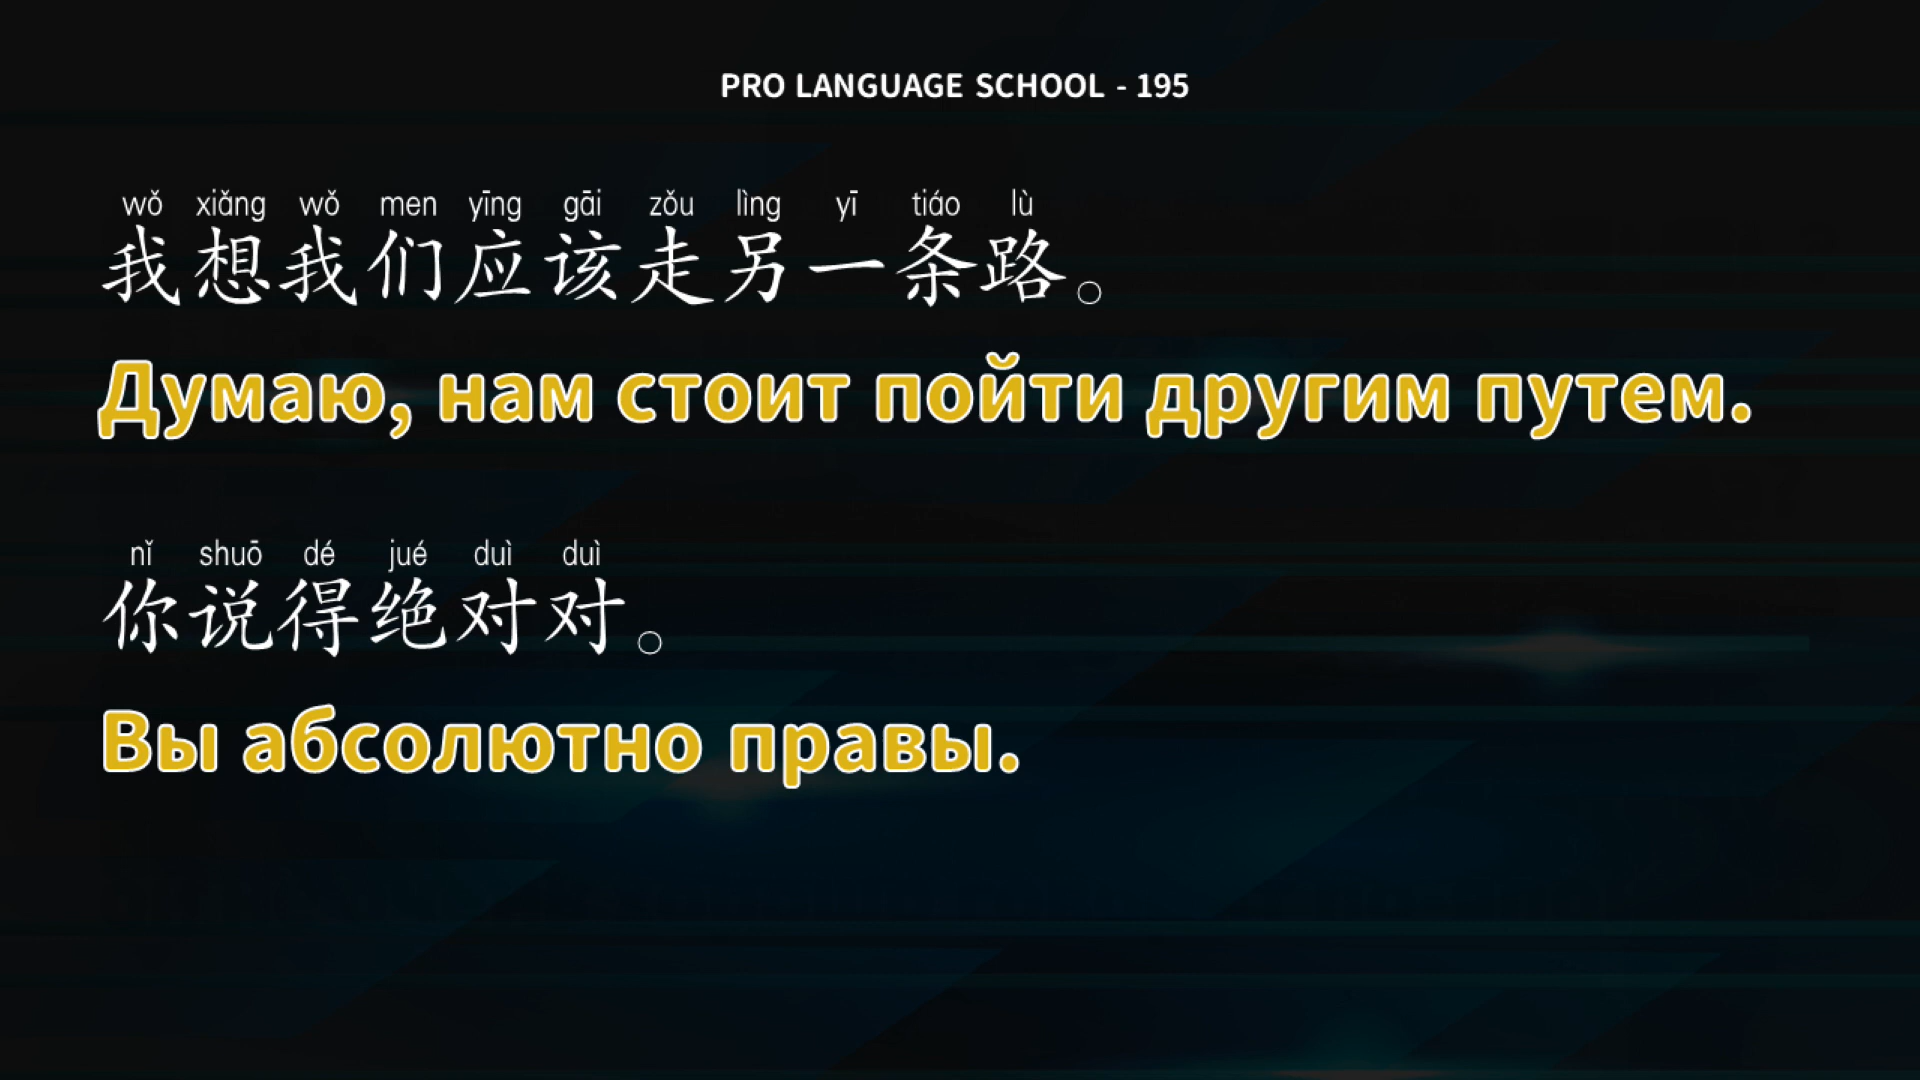 PRO LANGUAGE SCHOOL - 195
wǒ xiǎng wǒ men yīng gāi zǒu lìng yī tiáo lù
我想我们应该走另一条路。
Думаю, нам стоит пойти другим путем.
nǐ shuō dé jué duì duì
你说得绝对对。
Вы абсолютно правы.